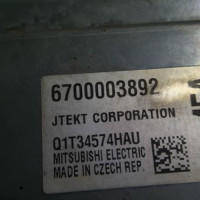 6700003892
JTEKT CORPORATION
Q1T34574HAU
MITSUBISHI ELECTRIC
MADE IN CZECH REP.